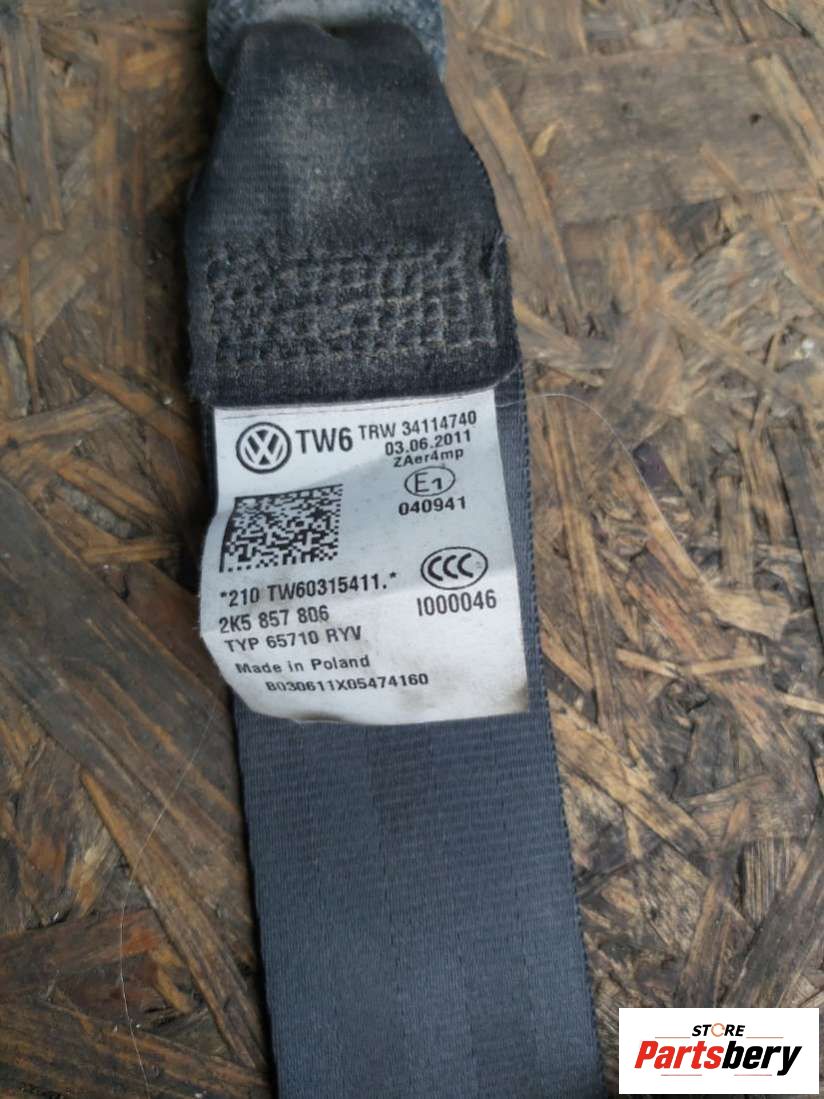 TW6 TRW 34114740
03.06.2011
ZAer4mp
E1
040941
CCC
*210 TW60315411.*
I000046
2K5 857 806
TYP 65710 RYV
Made in Poland
B030611X05474160
STORE
Partsbery